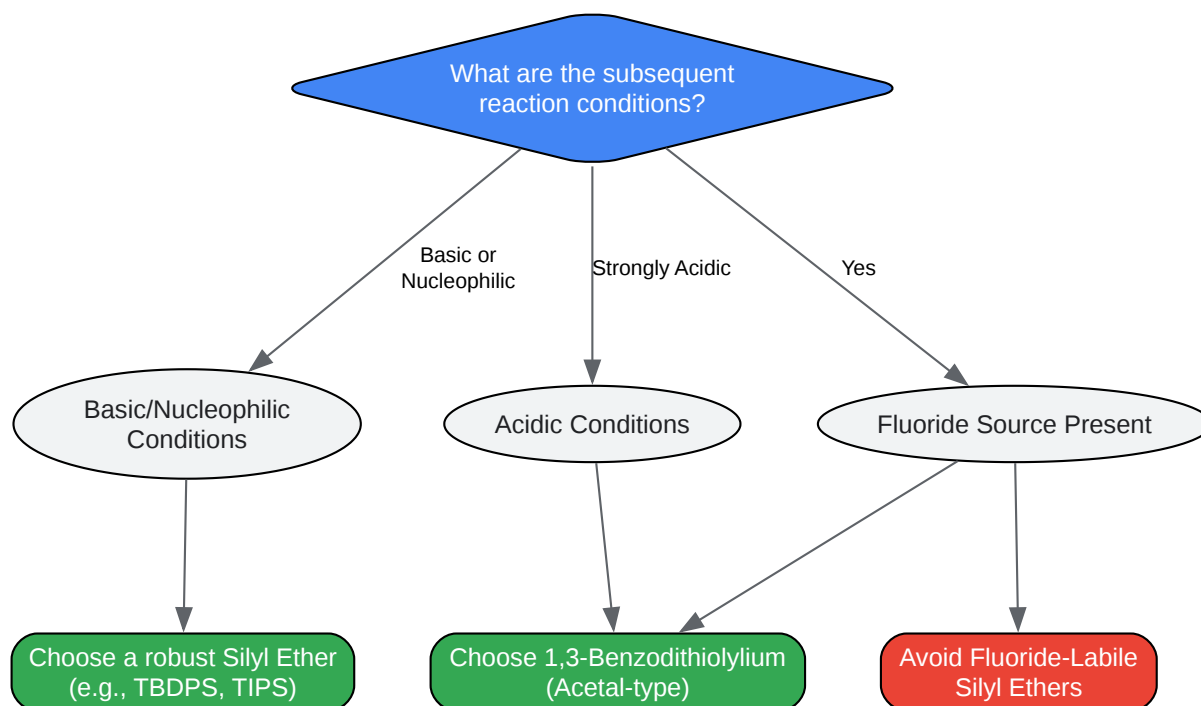 What are the subsequent
reaction conditions?
Basic or
Nucleophilic
Strongly Acidic
Yes
Basic/Nucleophilic
Conditions
Acidic Conditions
Fluoride Source Present
Choose a robust Silyl Ether
(e.g., TBDPS, TIPS)
Choose 1,3-Benzodithiolylium
(Acetal-type)
Avoid Fluoride-Labile
Silyl Ethers